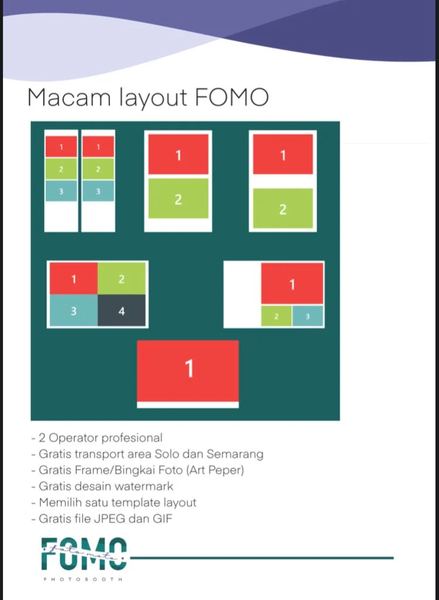 Macam layout FOMO
1 1
2 2
3 3
1
2
1
2
1 2
3 4
1
2 3
1
- 2 Operator profesional
- Gratis transport area Solo dan Semarang
- Gratis Frame/Bingkai Foto (Art Peper)
- Gratis desain watermark
- Memilih satu template layout
- Gratis file JPEG dan GIF
FOMO
PHOTOBOOTH